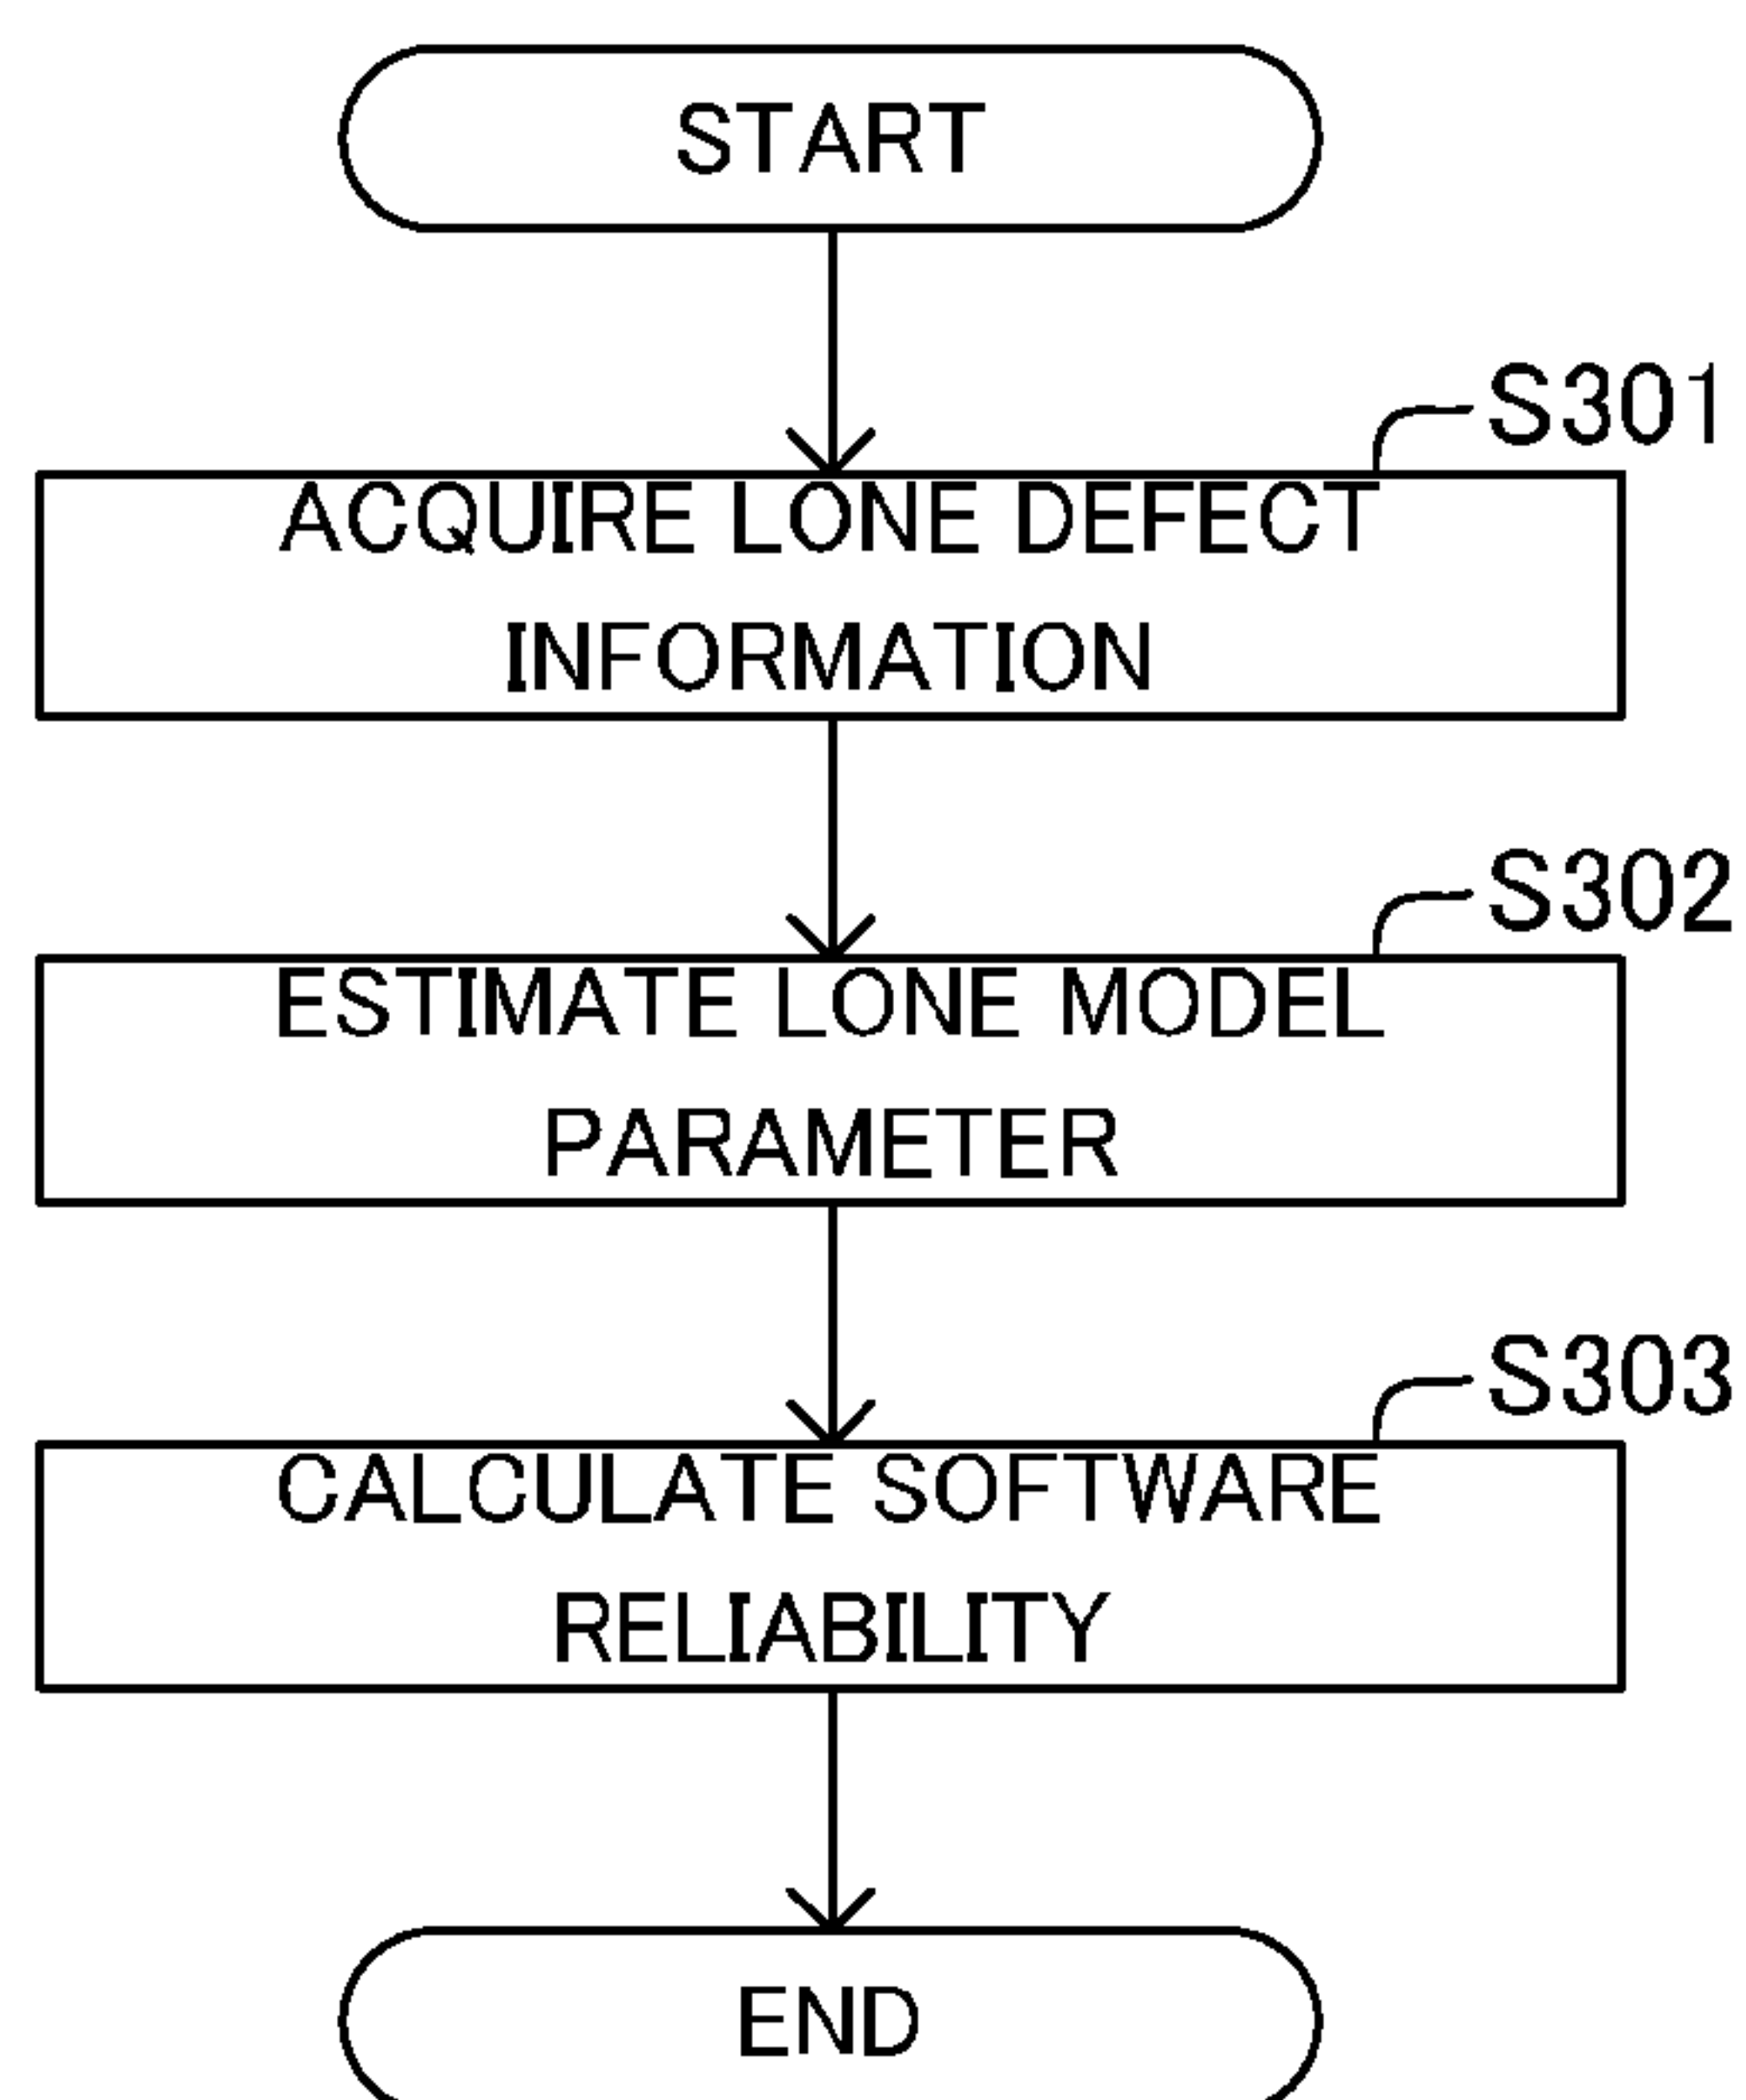 START
S301
ACQUIRE LONE DEFECT
INFORMATION
S302
ESTIMATE LONE MODEL
PARAMETER
S303
CALCULATE SOFTWARE
RELIABILITY
END